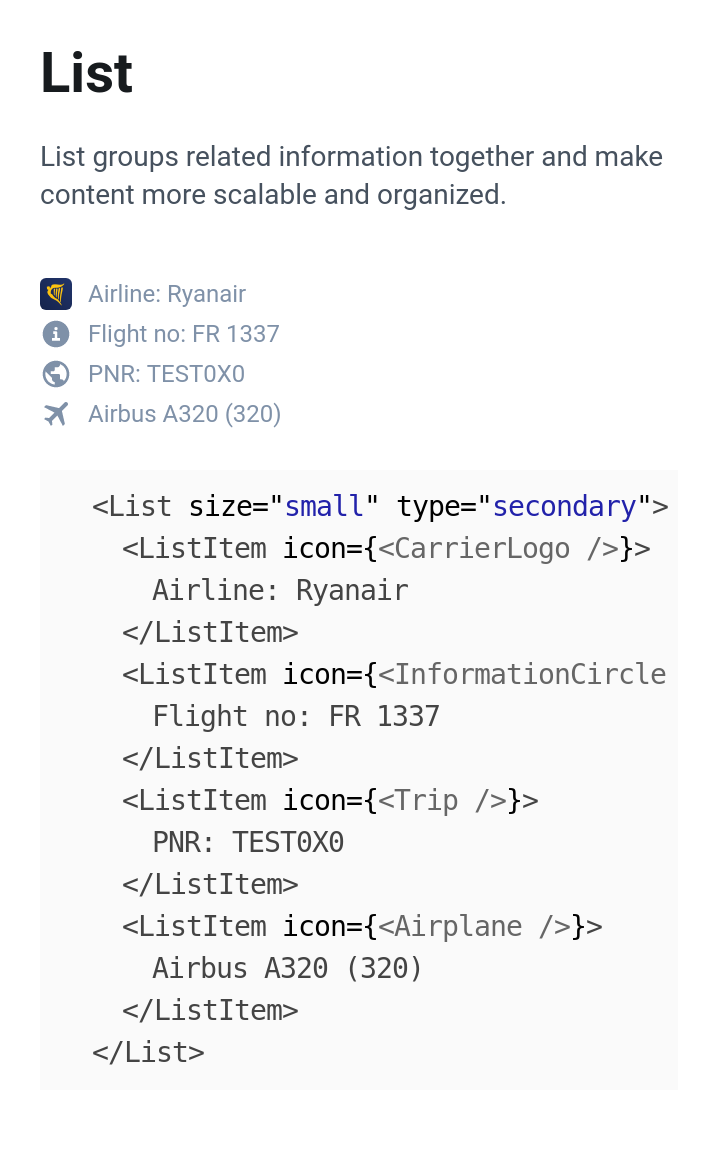 List
List groups related information together and make
content more scalable and organized.
Airline: Ryanair
Flight no: FR 1337
PNR: TEST0X0
Airbus A320 (320)
<List size="small" type="secondary">
<ListItem icon={<CarrierLogo />}>
Airline: Ryanair
</ListItem>
<ListItem icon={<InformationCircle
Flight no: FR 1337
</ListItem>
<ListItem icon={<Trip />}>
PNR: TEST0X0
</ListItem>
<ListItem icon={<Airplane />}>
Airbus A320 (320)
</ListItem>
</List>